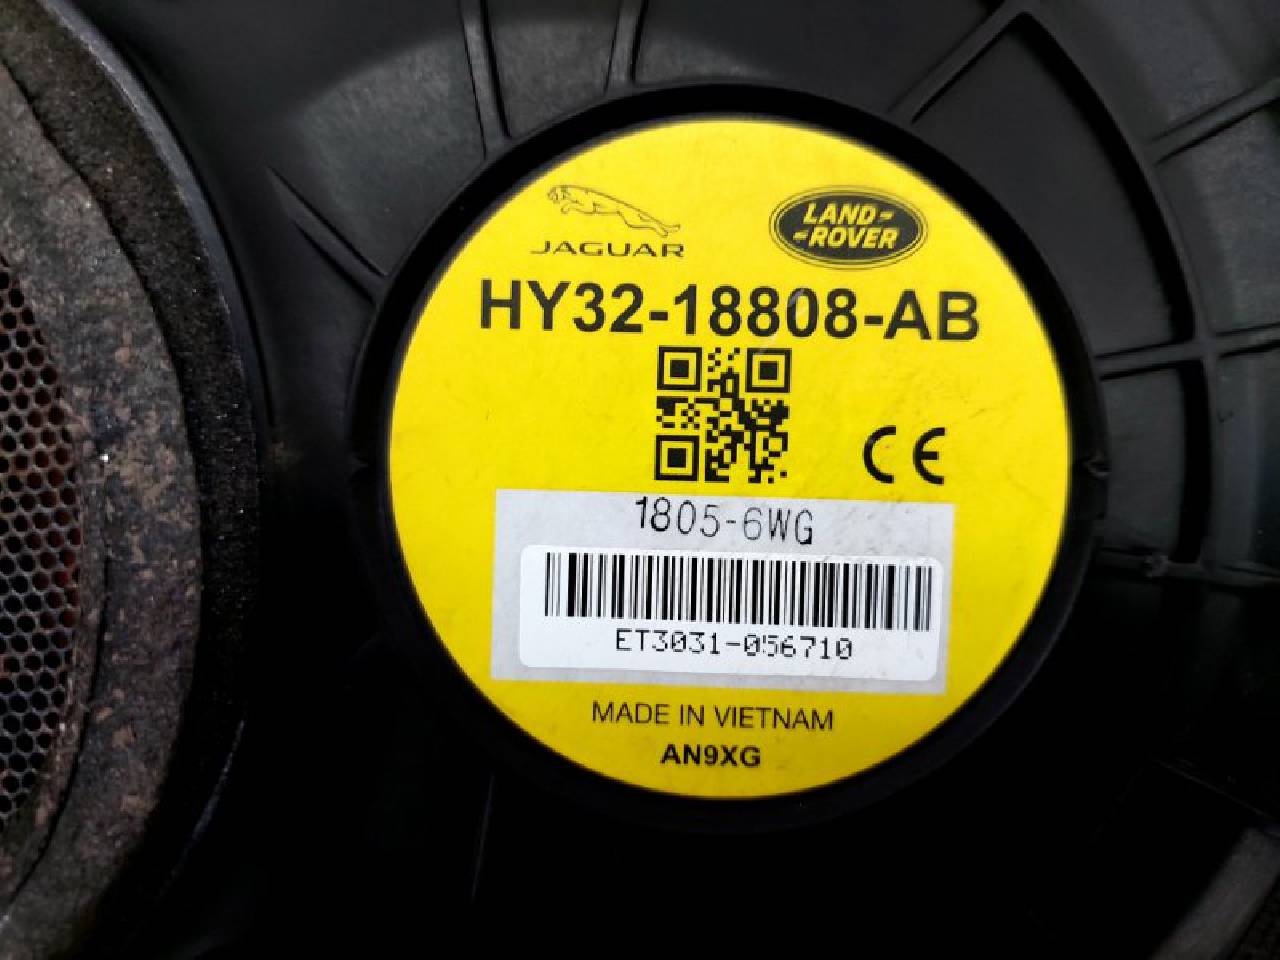 JAGUAR
LAND-
-ROVER
HY32-18808-AB
CE
1805-6WG
ET3031-056710
MADE IN VIETNAM
AN9XG